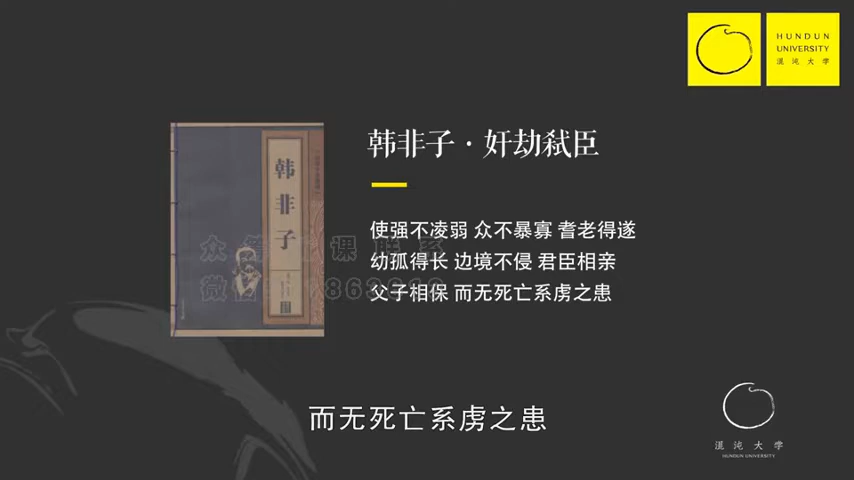 HUNDUN
UNIVERSITY
混沌大学
韩非子·奸劫弑臣
韩非子
使强不凌弱 众不暴寡 耆老得遂
幼孤得长 边境不侵 君臣相亲
父子相保 而无死亡系虏之患
而无死亡系虏之患
混沌大学
HUNDUN UNIVERSITY